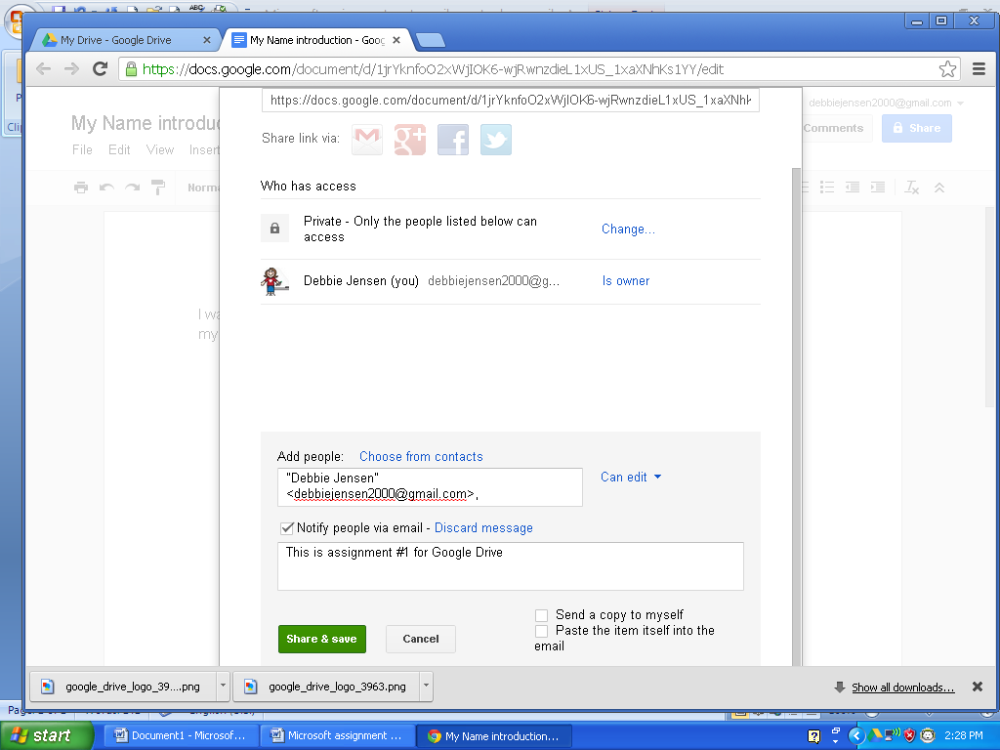 My Drive - Google Drive
My Name introduction - Goog
https://docs.google.com/document/d/1jrYknfoO2xWjIOK6-wjRwnzdieL1xUS_1xaXNhKs1YY/edit
https://docs.google.com/document/d/1jrYknfoO2xWjIOK6-wjRwnzdieL1xUS_1xaXNhK
debbiejensen2000@gmail.com
My Name introduc
Comments
Share
Share link via:
File Edit View Insert
Who has access
Norma
Private - Only the people listed below can
access
Change...
Debbie Jensen (you) debbiejensen2000@g...
Is owner
I wa
my
Add people: Choose from contacts
"Debbie Jensen"
<debbiejensen2000@gmail.com>,
Can edit
Notify people via email - Discard message
This is assignment #1 for Google Drive
Send a copy to myself
Paste the item itself into the
email
Share & save
Cancel
google_drive_logo_39....png
google_drive_logo_3963.png
Show all downloads...
start
Document1 - Microsof...
Microsoft assignment ...
My Name introduction...
2:28 PM